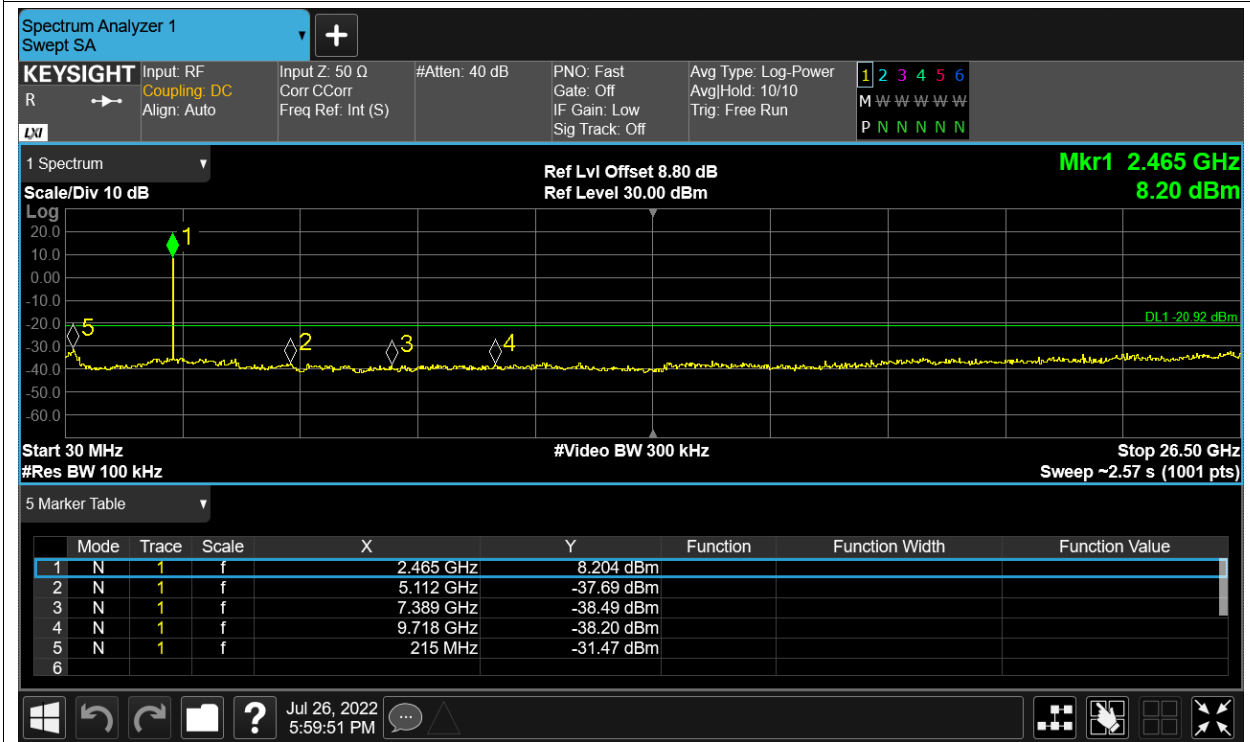 Spectrum Analyzer 1
Swept SA
+
KEYSIGHT Input: RF Input Z: 50 Ω #Atten: 40 dB PNO: Fast Avg Type: Log-Power 1 2 3 4 5 6
R Coupling: DC Corr CCorr Gate: Off Avg|Hold: 10/10 M W W W W W
Align: Auto Freq Ref: Int (S) IF Gain: Low Trig: Free Run
LXI Sig Track: Off P N N N N N
1 Spectrum Ref Lvl Offset 8.80 dB Mkr1 2.465 GHz
Scale/Div 10 dB Ref Level 30.00 dBm 8.20 dBm
Log
20.0
1
10.0
0.00
-10.0
DL1 -20.92 dBm
-20.0
5
-30.0
2 3 4
-40.0
-50.0
-60.0
Start 30 MHz #Video BW 300 kHz Stop 26.50 GHz
#Res BW 100 kHz Sweep ~2.57 s (1001 pts)
5 Marker Table
Mode Trace Scale X Y Function Function Width Function Value
1 N 1 f 2.465 GHz 8.204 dBm
2 N 1 f 5.112 GHz -37.69 dBm
3 N 1 f 7.389 GHz -38.49 dBm
4 N 1 f 9.718 GHz -38.20 dBm
5 N 1 f 215 MHz -31.47 dBm
6
? Jul 26, 2022
5:59:51 PM